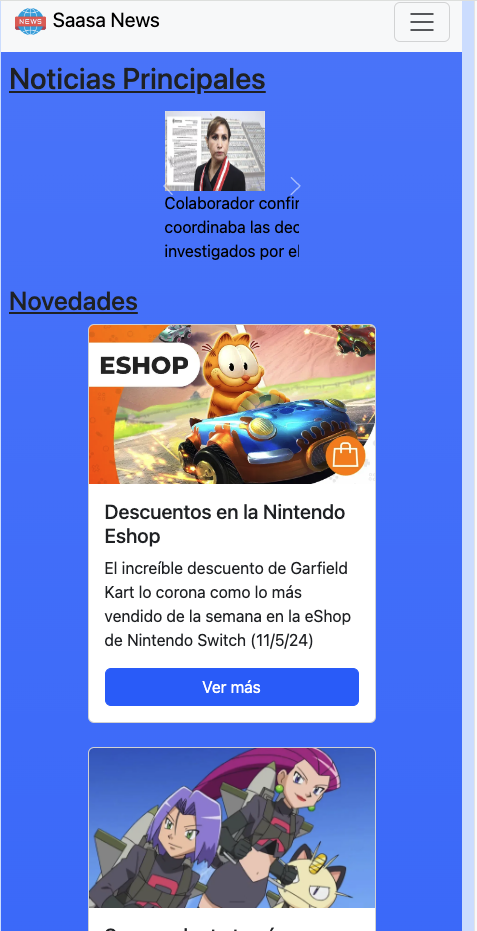 NEWS
Saasa News
Noticias Principales
Colaborador confir
coordinaba las dec
investigados por el
Novedades
ESHOP
Descuentos en la Nintendo
Eshop
El increíble descuento de Garfield
Kart lo corona como lo más
vendido de la semana en la eShop
de Nintendo Switch (11/5/24)
Ver más